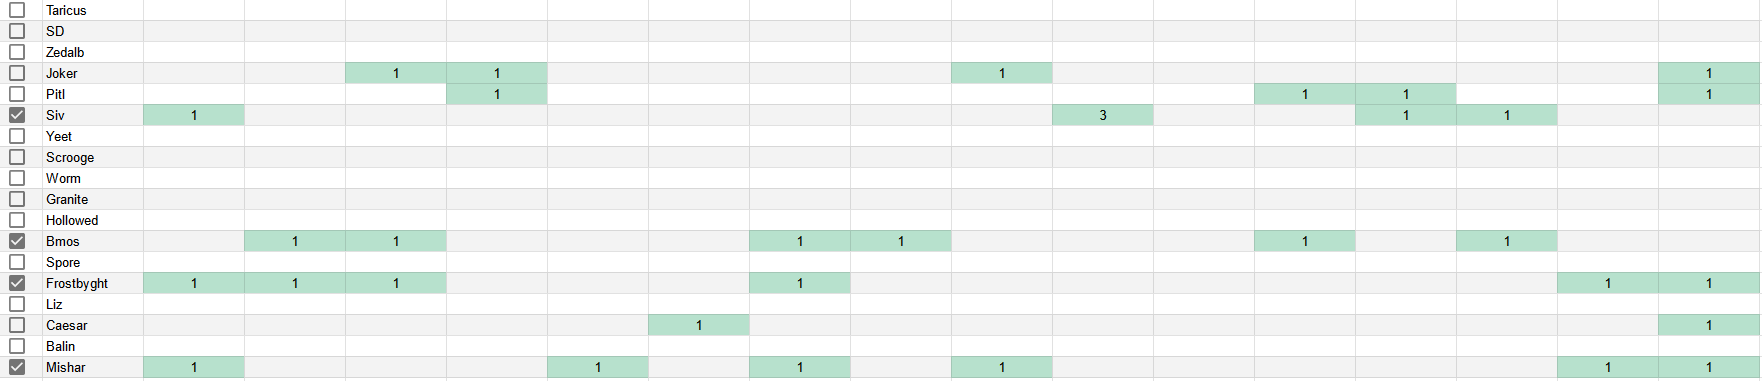 Taricus
SD
Zedalb
Joker 1 1 1 1
Pitl 1 1 1 1
Siv 1 3 1 1
Yeet
Scrooge
Worm
Granite
Hollowed
Bmos 1 1 1 1 1 1
Spore
Frostbyght 1 1 1 1 1 1
Liz
Caesar 1 1
Balin
Mishar 1 1 1 1 1 1